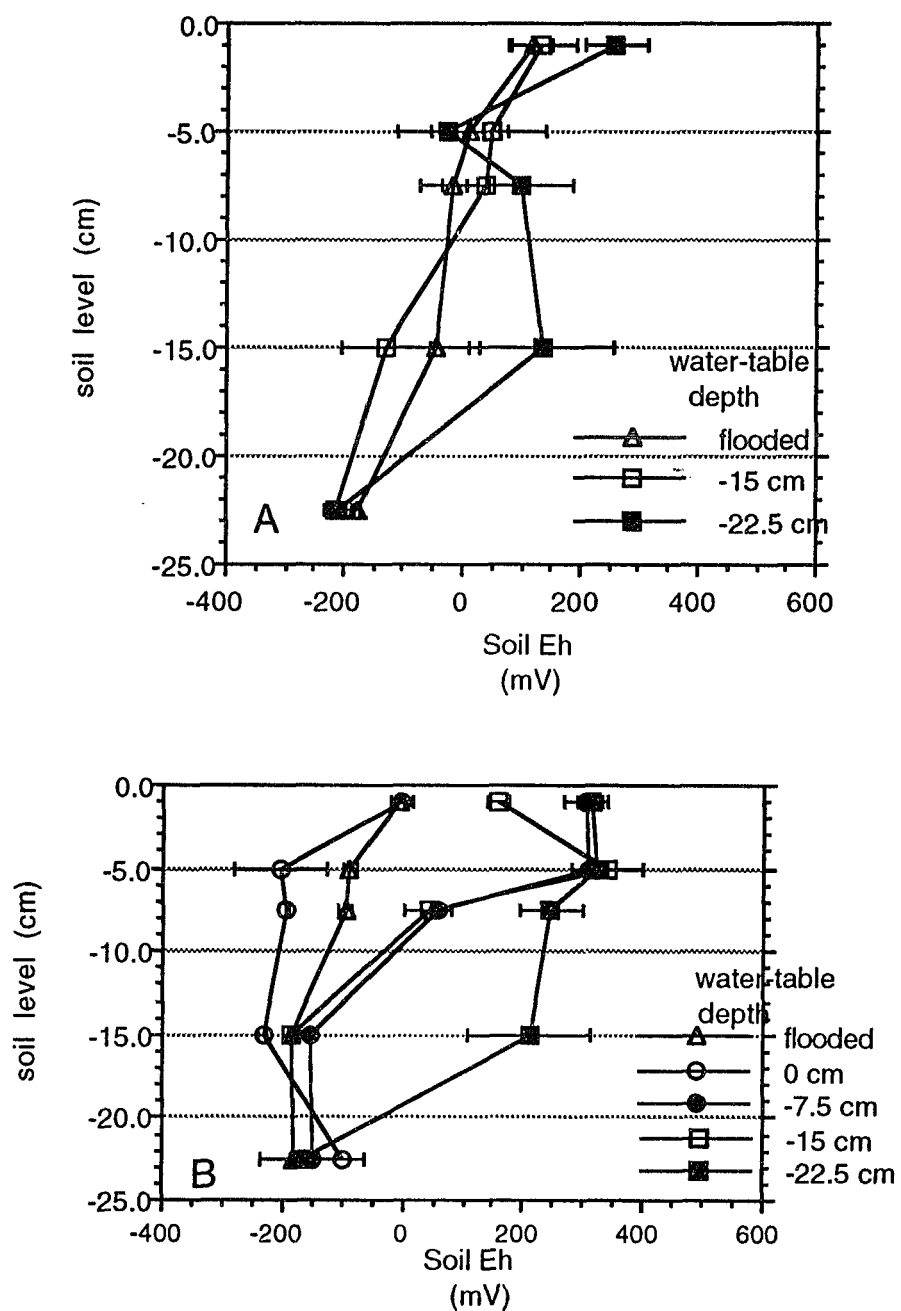 0.0
-5.0
-10.0
-15.0
-20.0
-25.0
soil level (cm)
water-table
depth
flooded
-15 cm
-22.5 cm
A
-400 -200 0 200 400 600
Soil Eh
(mV)
0.0
-5.0
-10.0
-15.0
-20.0
-25.0
soil level (cm)
water-table
depth
flooded
0 cm
-7.5 cm
-15 cm
-22.5 cm
B
-400 -200 0 200 400 600
Soil Eh
(mV)